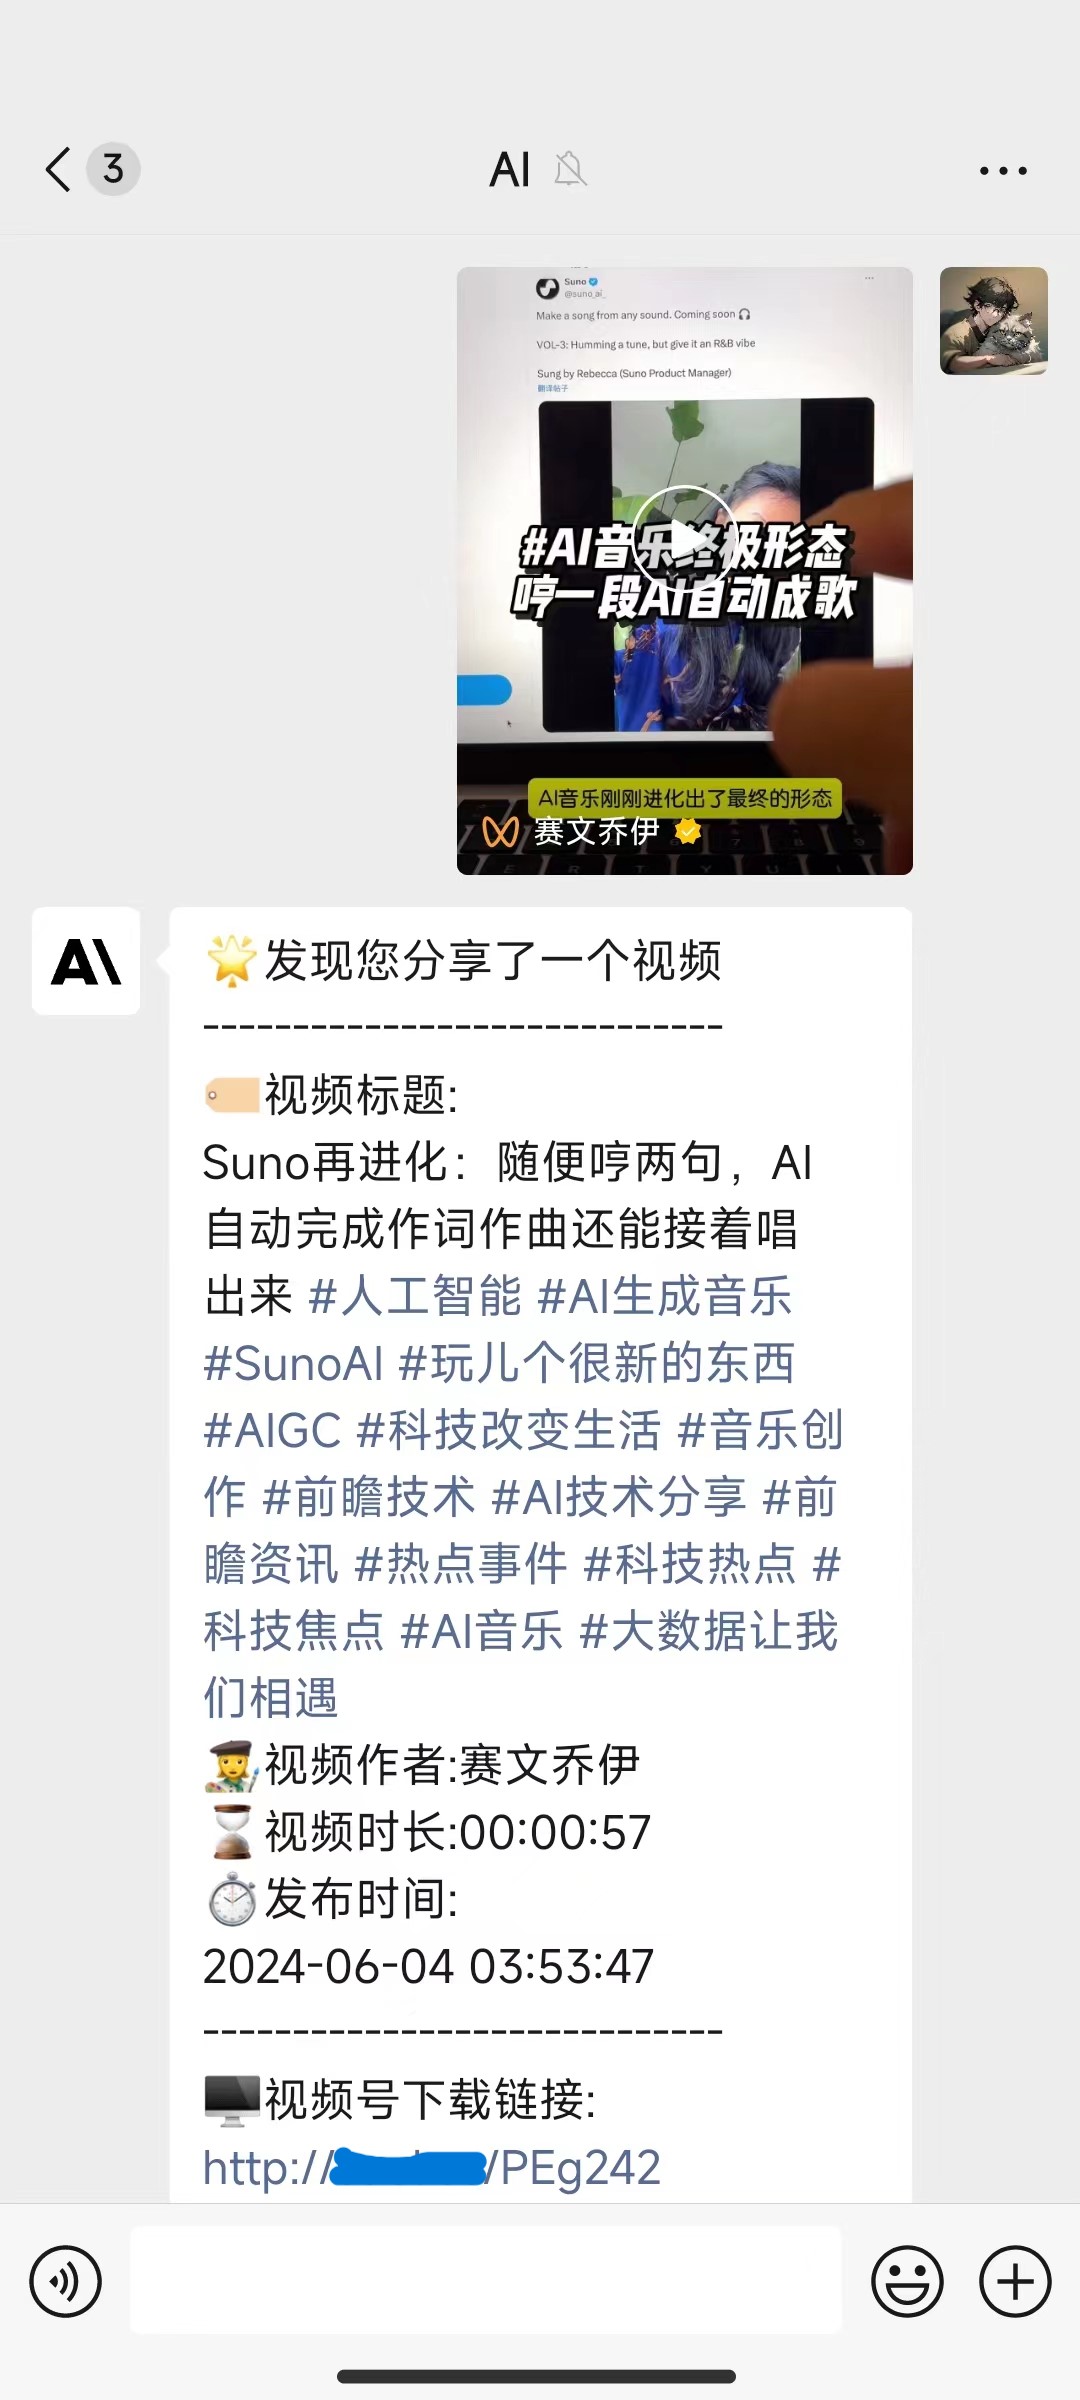 3
AI
Suno
@suno_ai_
Make a song from any sound. Coming soon 🎧
VOL-3: Humming a tune, but give it an R&B vibe
Sung by Rebecca (Suno Product Manager)
翻译帖子
#AI音乐终极形态
哼一段AI自动成歌
AI音乐刚刚进化出了最终的形态
赛文乔伊
A\
🌟发现您分享了一个视频
----------------------------
🏷️视频标题:
Suno再进化：随便哼两句，AI
自动完成作词作曲还能接着唱
出来 #人工智能 #AI生成音乐
#SunoAI #玩儿个很新的东西
#AIGC #科技改变生活 #音乐创
作 #前瞻技术 #AI技术分享 #前
瞻资讯 #热点事件 #科技热点 #
科技焦点 #AI音乐 #大数据让我
们相遇
👩‍🎨视频作者:赛文乔伊
⏳视频时长:00:00:57
⏱️发布时间:
2024-06-04 03:53:47
----------------------------
🖥️视频号下载链接:
http:///PEg242